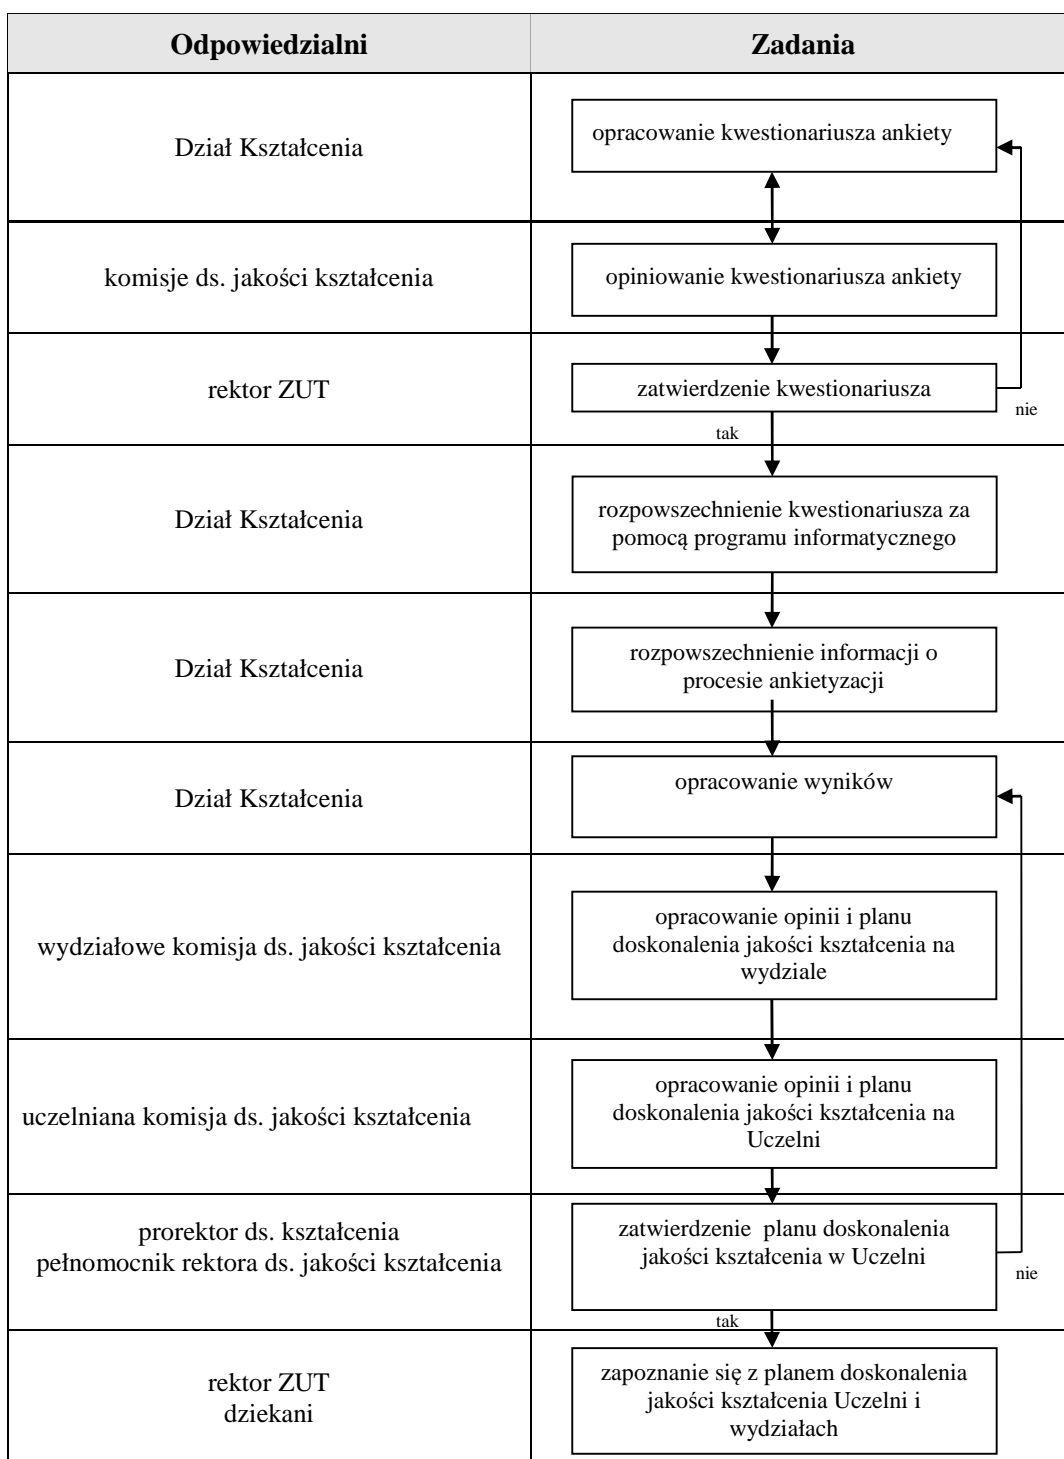 Odpowiedzialni
Zadania
Dział Kształcenia
opracowanie kwestionariusza ankiety
komisje ds. jakości kształcenia
opiniowanie kwestionariusza ankiety
rektor ZUT
zatwierdzenie kwestionariusza
nie
tak
Dział Kształcenia
rozpowszechnienie kwestionariusza za
pomocą programu informatycznego
Dział Kształcenia
rozpowszechnienie informacji o
procesie ankietyzacji
Dział Kształcenia
opracowanie wyników
wydziałowe komisja ds. jakości kształcenia
opracowanie opinii i planu
doskonalenia jakości kształcenia na
wydziale
uczelniana komisja ds. jakości kształcenia
opracowanie opinii i planu
doskonalenia jakości kształcenia na
Uczelni
prorektor ds. kształcenia
pełnomocnik rektora ds. jakości kształcenia
zatwierdzenie planu doskonalenia
jakości kształcenia w Uczelni
nie
tak
rektor ZUT
dziekani
zapoznanie się z planem doskonalenia
jakości kształcenia Uczelni i
wydziałach